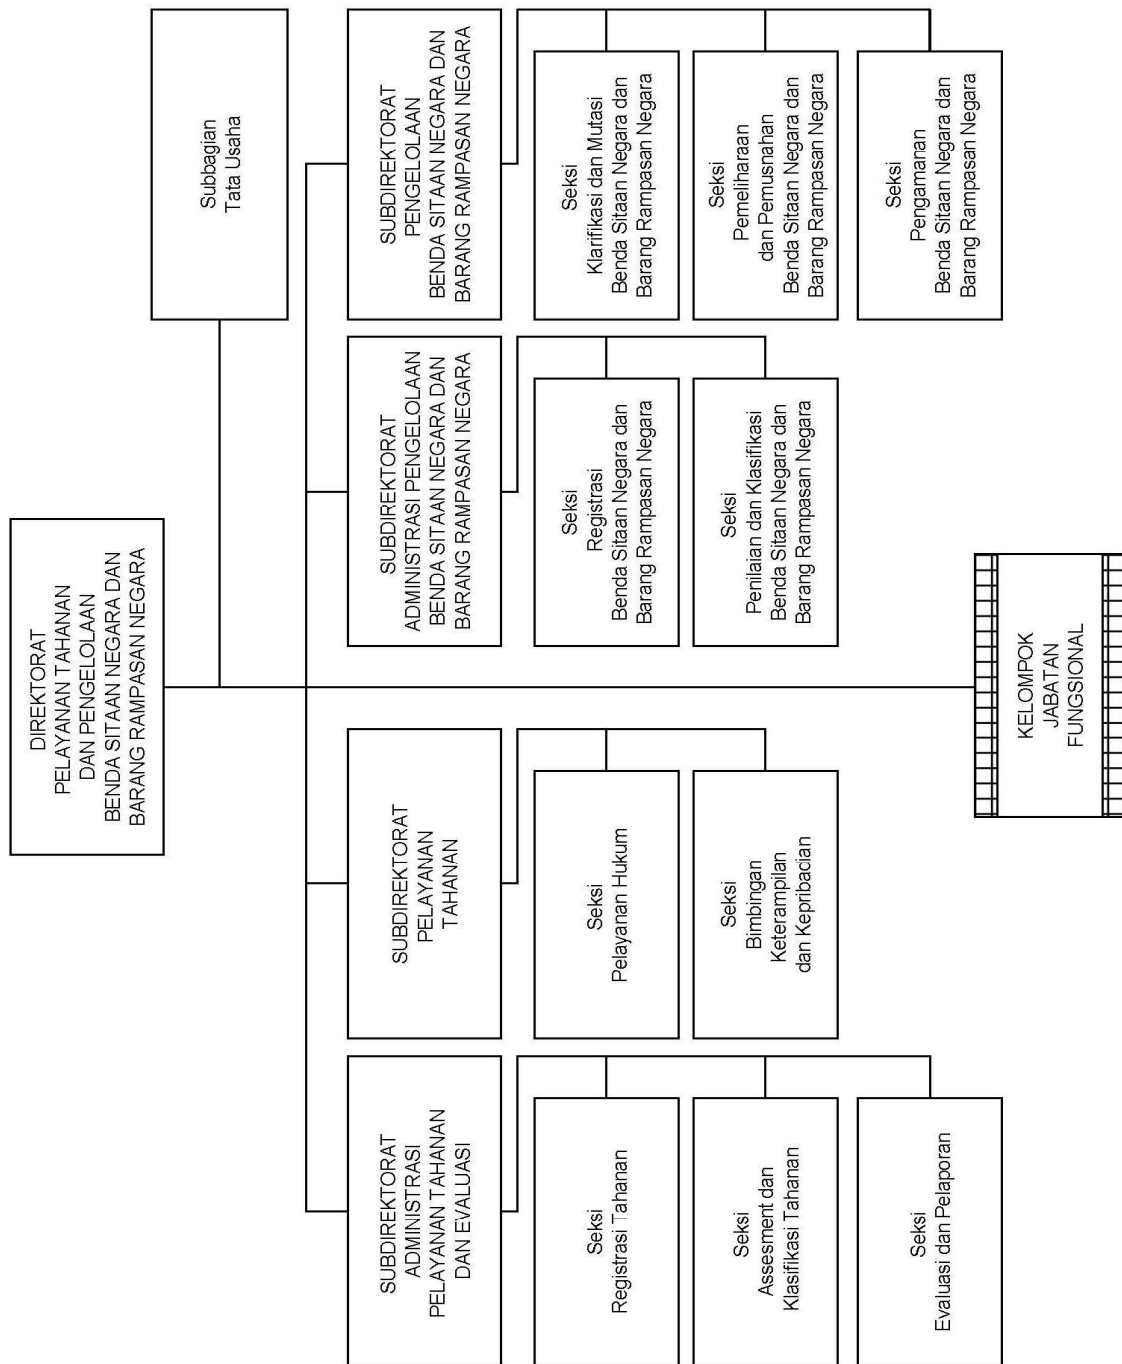 DIREKTORAT
PELAYANAN TAHANAN
DAN PENGELOLAAN
BENDA SITAAN NEGARA DAN
BARANG RAMPASAN NEGARA
Subbagian
Tata Usaha
SUBDIREKTORAT
ADMINISTRASI
PELAYANAN TAHANAN
DAN EVALUASI
SUBDIREKTORAT
PELAYANAN
TAHANAN
SUBDIREKTORAT
ADMINISTRASI PENGELOLAAN
BENDA SITAAN NEGARA DAN
BARANG RAMPASAN NEGARA
SUBDIREKTORAT
PENGELOLAAN
BENDA SITAAN NEGARA DAN
BARANG RAMPASAN NEGARA
Seksi
Registrasi Tahanan
Seksi
Pelayanan Hukum
Seksi
Registrasi
Benda Sitaan Negara dan
Barang Rampasan Negara
Seksi
Klarifikasi dan Mutasi
Benda Sitaan Negara dan
Barang Rampasan Negara
Seksi
Assesment dan
Klasifikasi Tahanan
Seksi
Bimbingan
Keterampilan
dan Kepribacian
Seksi
Penilaian dan Klasifikasi
Benda Sitaan Negara dan
Barang Rampasan Negara
Seksi
Pemeliharaan
dan Pemusnahan
Benda Sitaan Negara dan
Barang Rampasan Negara
Seksi
Evaluasi dan Pelaporan
Seksi
Pengamanan
Benda Sitaan Negara dan
Barang Rampasan Negara
KELOMPOK
JABATAN
FUNGSIONAL